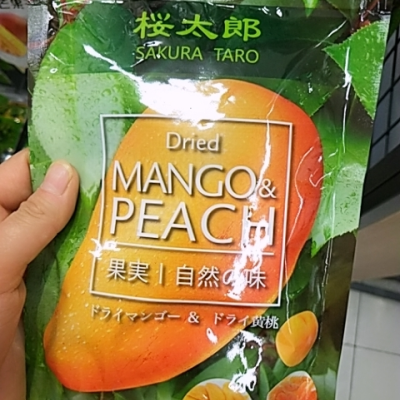 桜太郎
SAKURA TARO
Dried
MANGO&
PEACH
果実 | 自然の味
ドライマンゴー & ドライ黄桃